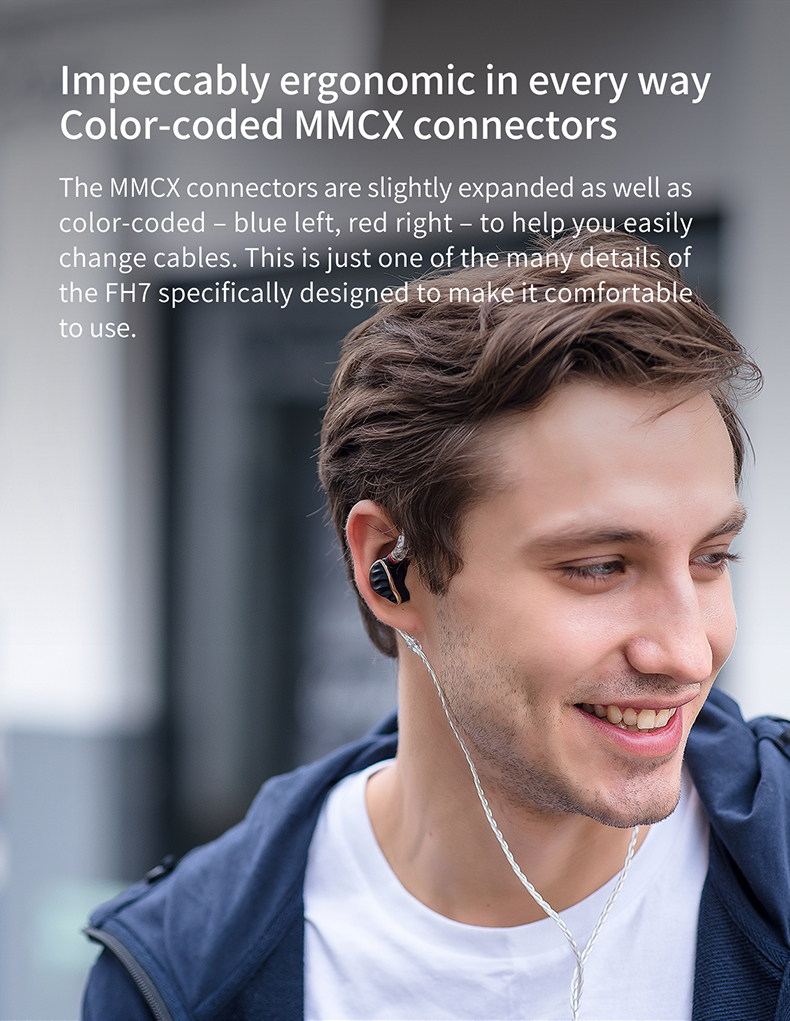 Impeccably ergonomic in every way
Color-coded MMCX connectors
The MMCX connectors are slightly expanded as well as
color-coded – blue left, red right – to help you easily
change cables. This is just one of the many details of
the FH7 specifically designed to make it comfortable
to use.